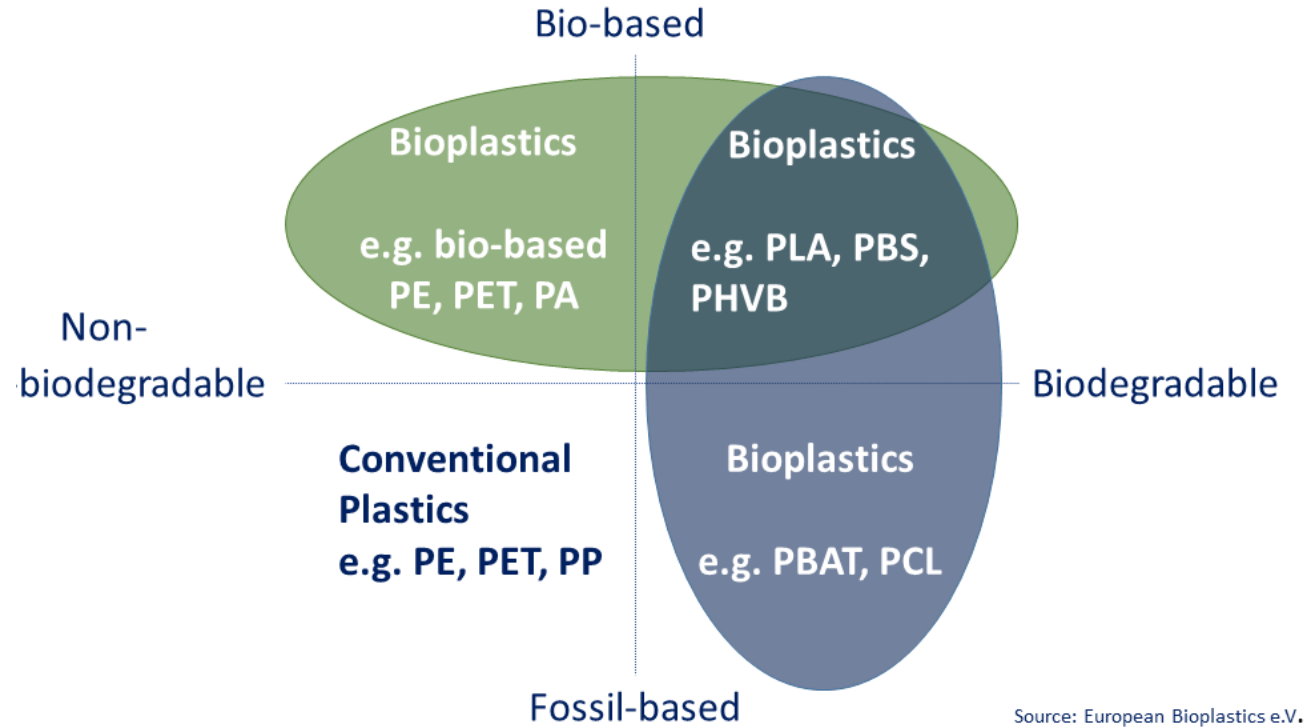 Bio-based
Bioplastics
e.g. bio-based
PE, PET, PA
Bioplastics
e.g. PLA, PBS,
PHVB
Non-
biodegradable
Biodegradable
Conventional
Plastics
e.g. PE, PET, PP
Bioplastics
e.g. PBAT, PCL
Fossil-based
Source: European Bioplastics e.V.